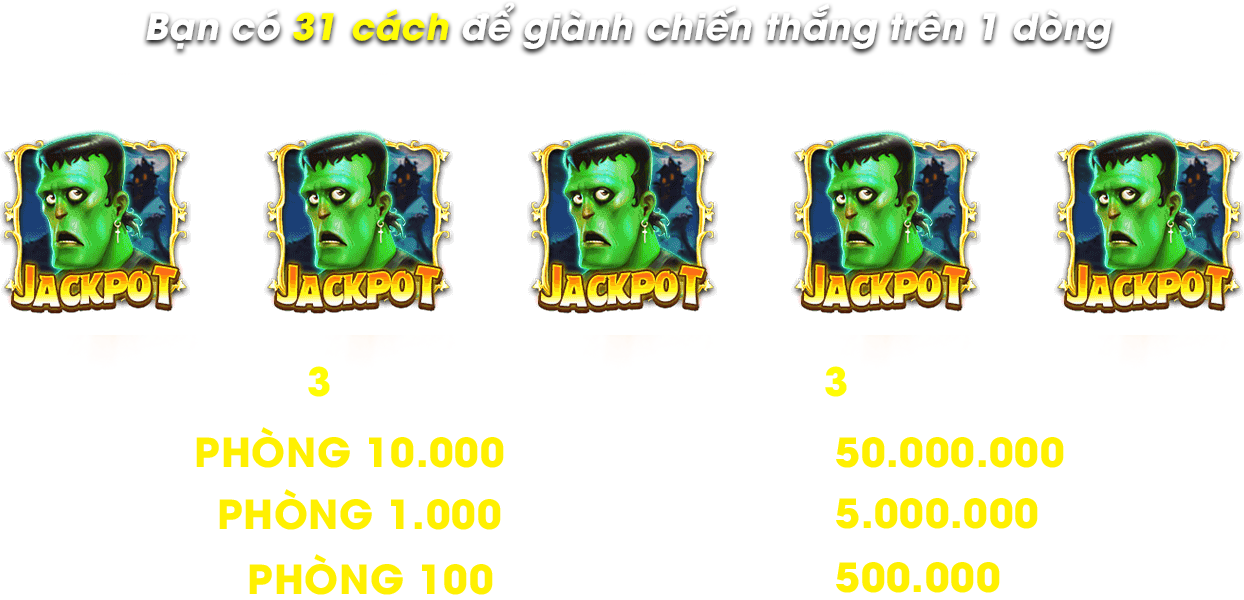 Bạn có 31 cách để giành chiến thắng trên 1 dòng
JACKPOT JACKPOT JACKPOT JACKPOT JACKPOT
3 3
PHÒNG 10.000 50.000.000
PHÒNG 1.000 5.000.000
PHÒNG 100 500.000